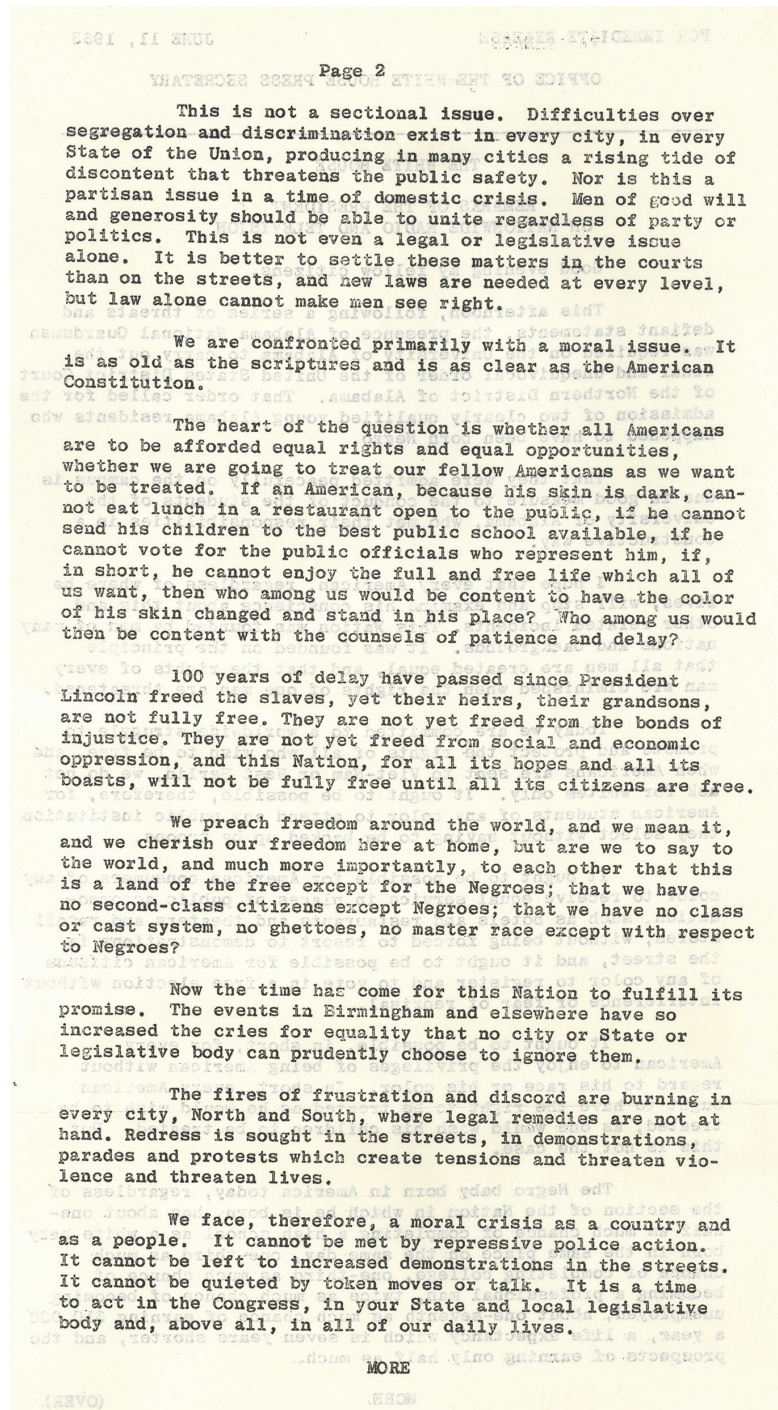 Page 2
This is not a sectional issue. Difficulties over
segregation and discrimination exist in every city, in every
State of the Union, producing in many cities a rising tide of
discontent that threatens the public safety. Nor is this a
partisan issue in a time of domestic crisis. Men of good will
and generosity should be able to unite regardless of party or
politics. This is not even a legal or legislative issue
alone. It is better to settle these matters in the courts
than on the streets, and new laws are needed at every level,
but law alone cannot make men see right.
We are confronted primarily with a moral issue. It
is as old as the scriptures and is as clear as the American
Constitution.
The heart of the question is whether all Americans
are to be afforded equal rights and equal opportunities,
whether we are going to treat our fellow Americans as we want
to be treated. If an American, because his skin is dark, can-
not eat lunch in a restaurant open to the public, if he cannot
send his children to the best public school available, if he
cannot vote for the public officials who represent him, if,
in short, he cannot enjoy the full and free life which all of
us want, then who among us would be content to have the color
of his skin changed and stand in his place? Who among us would
then be content with the counsels of patience and delay?
100 years of delay have passed since President
Lincoln freed the slaves, yet their heirs, their grandsons,
are not fully free. They are not yet freed from the bonds of
injustice. They are not yet freed from social and economic
oppression, and this Nation, for all its hopes and all its
boasts, will not be fully free until all its citizens are free.
We preach freedom around the world, and we mean it,
and we cherish our freedom here at home, but are we to say to
the world, and much more importantly, to each other that this
is a land of the free except for the Negroes; that we have
no second-class citizens except Negroes; that we have no class
or cast system, no ghettoes, no master race except with respect
to Negroes?
Now the time has come for this Nation to fulfill its
promise. The events in Birmingham and elsewhere have so
increased the cries for equality that no city or State or
legislative body can prudently choose to ignore them.
The fires of frustration and discord are burning in
every city, North and South, where legal remedies are not at
hand. Redress is sought in the streets, in demonstrations,
parades and protests which create tensions and threaten vio-
lence and threaten lives.
We face, therefore, a moral crisis as a country and
as a people. It cannot be met by repressive police action.
It cannot be left to increased demonstrations in the streets.
It cannot be quieted by token moves or talk. It is a time
to act in the Congress, in your State and local legislative
body and, above all, in all of our daily lives.
MORE